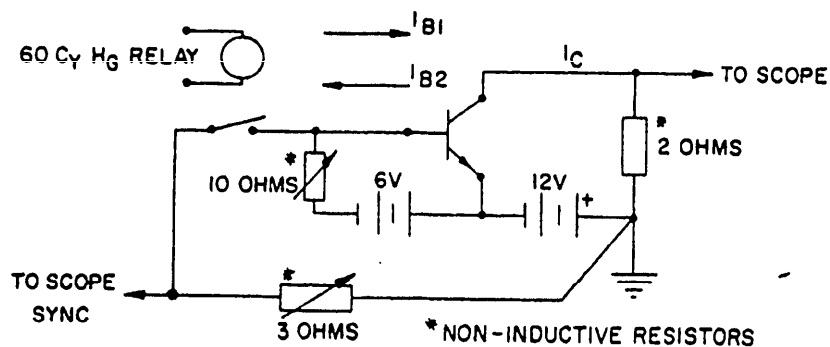 60 CY HG RELAY
IB1
IB2
IC
TO SCOPE
*
2 OHMS
*
10 OHMS
6V
12V
+
TO SCOPE
SYNC
*
3 OHMS
*NON-INDUCTIVE RESISTORS